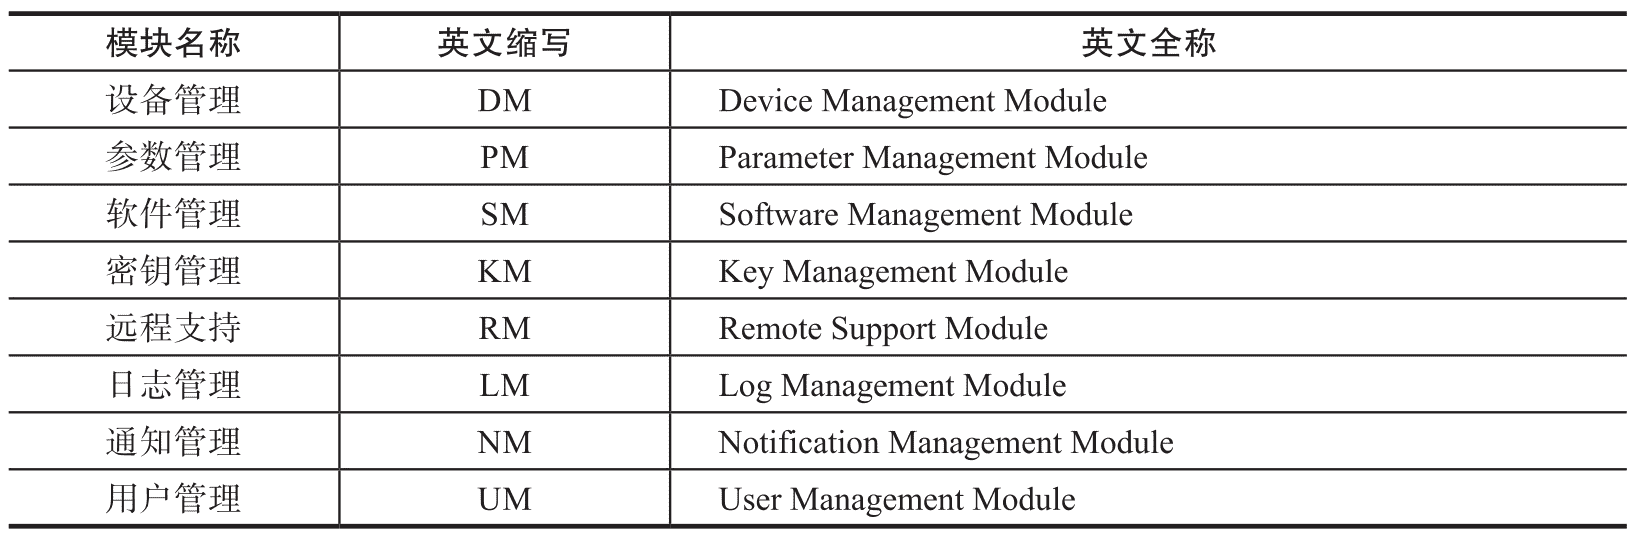 模块名称 英文缩写 英文全称
设备管理 DM Device Management Module
参数管理 PM Parameter Management Module
软件管理 SM Software Management Module
密钥管理 KM Key Management Module
远程支持 RM Remote Support Module
日志管理 LM Log Management Module
通知管理 NM Notification Management Module
用户管理 UM User Management Module